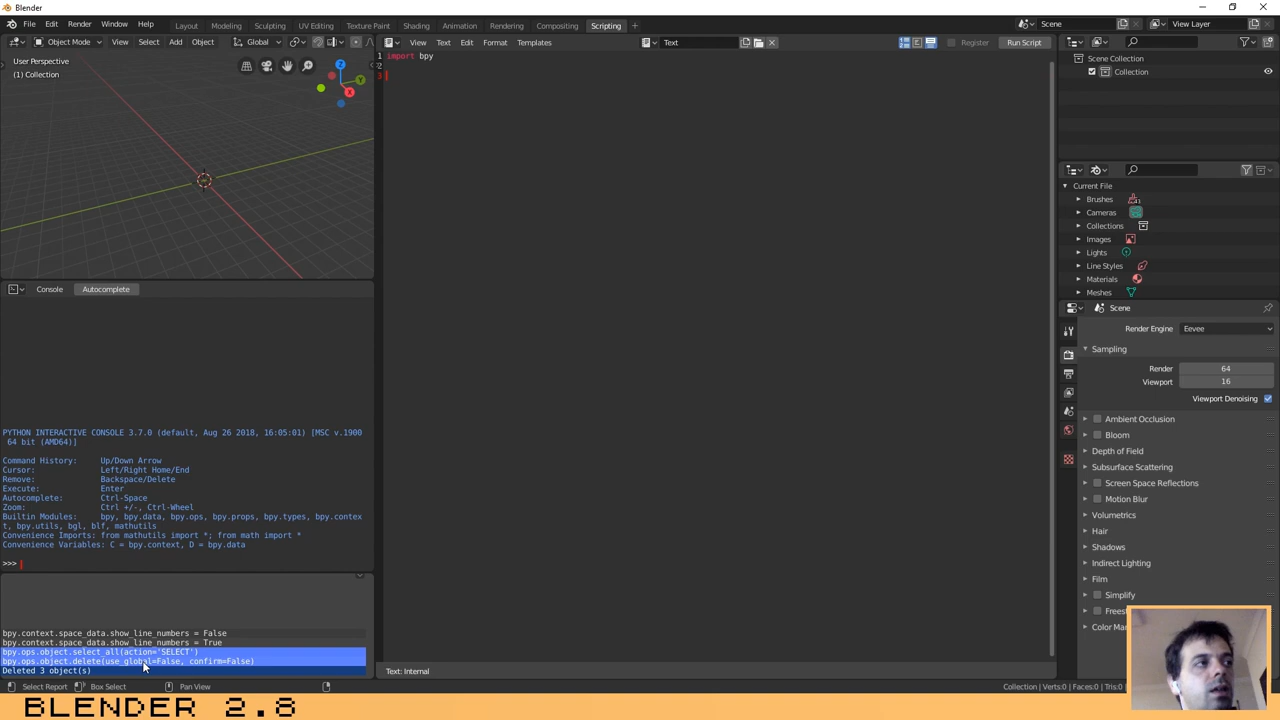 Blender
File Edit Render Window Help Layout Modeling Sculpting UV Editing Texture Paint Shading Animation Rendering Compositing Scripting + Scene View Layer
Object Mode View Select Add Object Global View Text Edit Format Templates Text Register Run Script
User Perspective
(1) Collection
Z
Y
X
1 import bpy
2
3
Scene Collection
Collection
Current File
Brushes
Cameras
Collections
Images
Lights
Line Styles
Materials
Meshes
Console Autocomplete
Scene
Render Engine Eevee
Sampling
Render 64
Viewport 16
Viewport Denoising
Ambient Occlusion
Bloom
Depth of Field
Subsurface Scattering
Screen Space Reflections
Motion Blur
Volumetrics
Hair
Shadows
Indirect Lighting
Film
Simplify
Freest
Color Ma
PYTHON INTERACTIVE CONSOLE 3.7.0 (default, Aug 26 2018, 16:05:01) [MSC v.1900
64 bit (AMD64)]
Command History: Up/Down Arrow
Cursor: Left/Right Home/End
Remove: Backspace/Delete
Execute: Enter
Autocomplete: Ctrl-Space
Zoom: Ctrl +/-, Ctrl-Wheel
Builtin Modules: bpy, bpy.data, bpy.ops, bpy.props, bpy.types, bpy.contex
t, bpy.utils, bgl, blf, mathutils
Convenience Imports: from mathutils import *; from math import *
Convenience Variables: C = bpy.context, D = bpy.data
>>>
bpy.context.space_data.show_line_numbers = False
bpy.context.space_data.show_line_numbers = True
bpy.ops.object.select_all(action='SELECT')
bpy.ops.object.delete(use_global=False, confirm=False)
Deleted 3 object(s)
Text: Internal
Select Report Box Select Pan View Collection | Verts:0 | Faces:0 | Tris:0
BLENDER 2.8